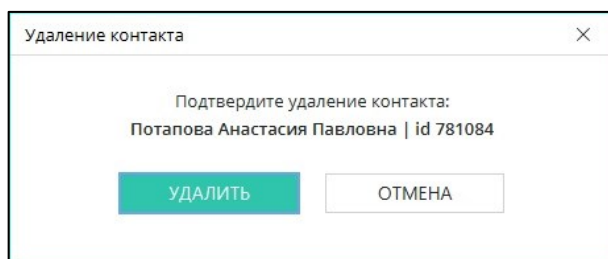 Удаление контакта
Подтвердите удаление контакта:
Потапова Анастасия Павловна | id 781084
УДАЛИТЬ
ОТМЕНА